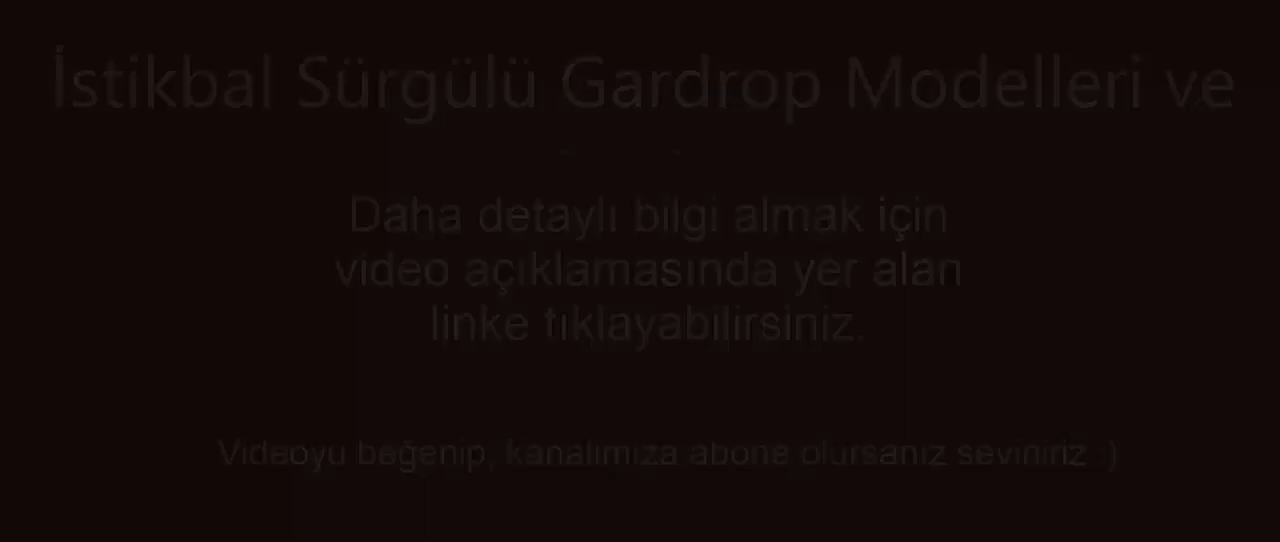 İstikbal Sürgülü Gardrop Modelleri ve
Daha detaylı bilgi almak için
video açıklamasında yer alan
linke tıklayabilirsiniz.
Videoyu beğenip, kanalımıza abone olursanız seviniriz :)